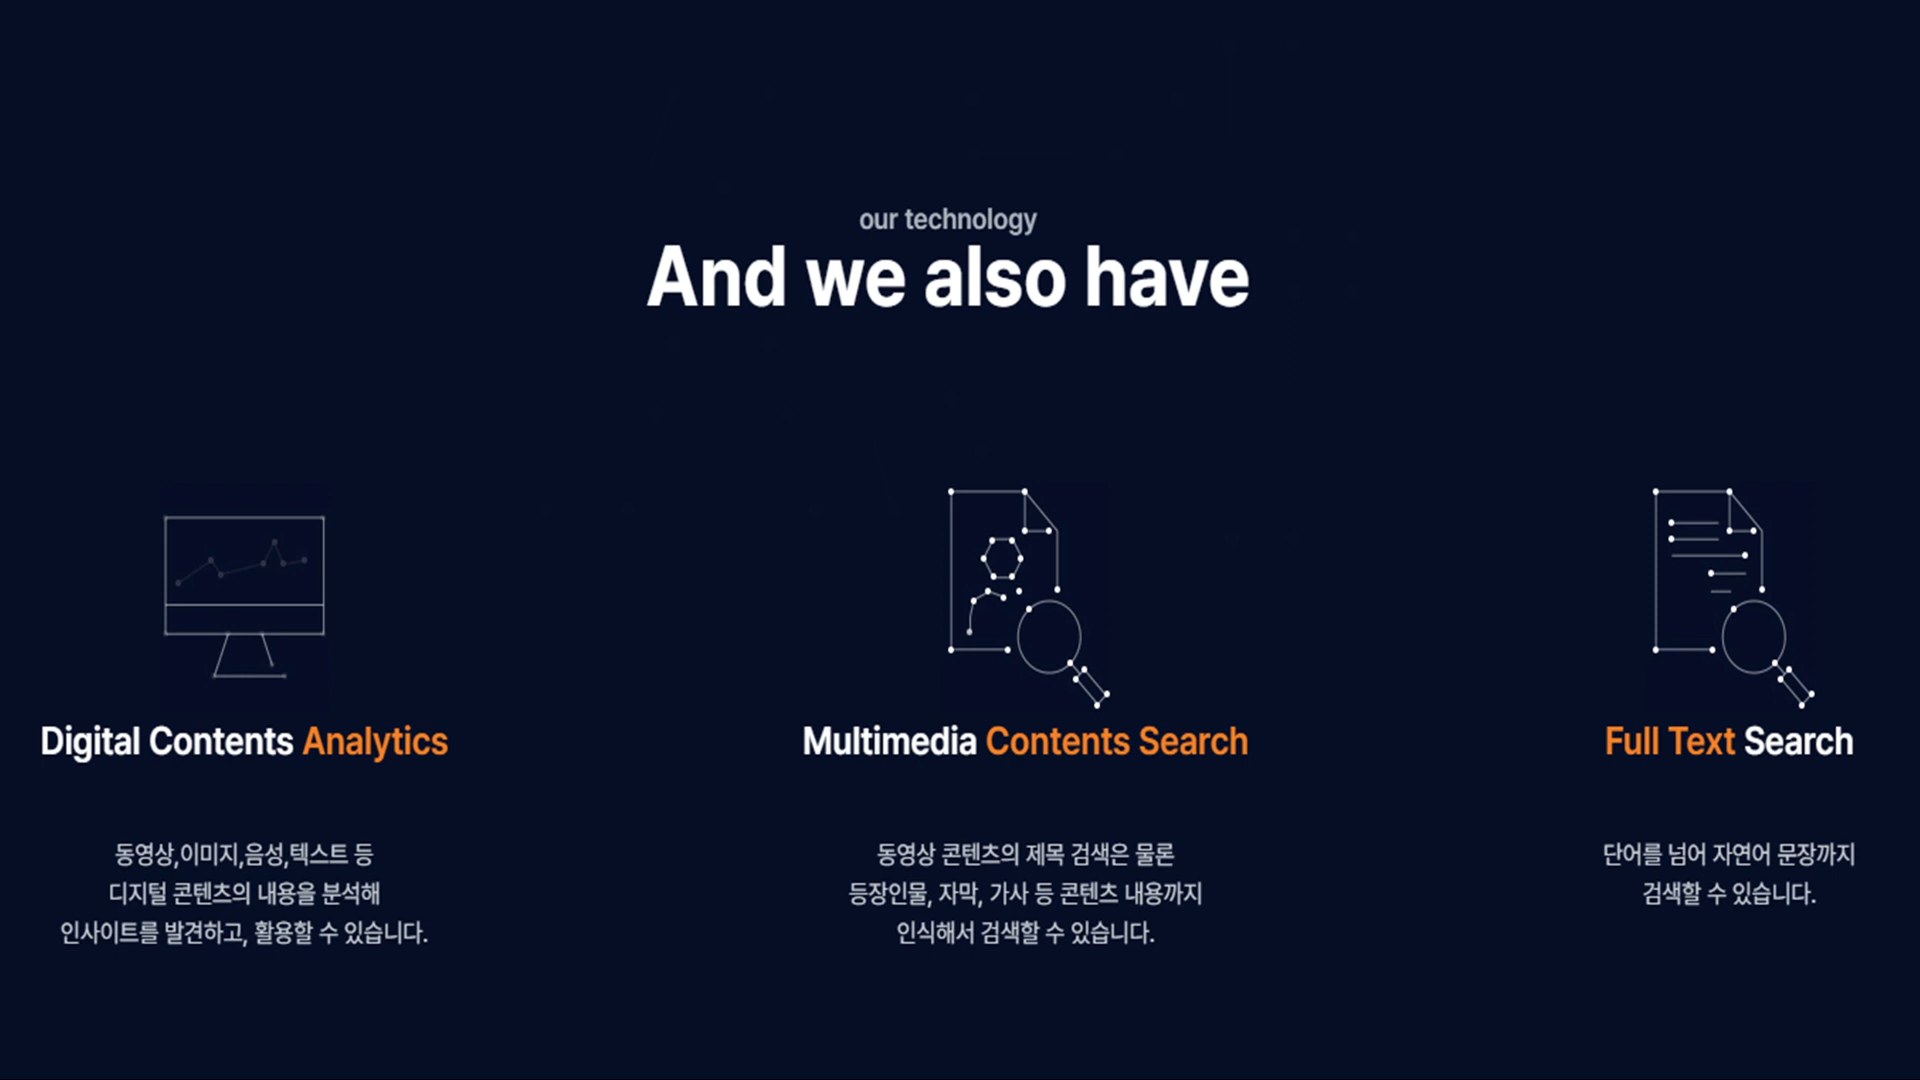 our technology
And we also have
Digital Contents Analytics
동영상,이미지,음성,텍스트 등
디지털 콘텐츠의 내용을 분석해
인사이트를 발견하고, 활용할 수 있습니다.
Multimedia Contents Search
동영상 콘텐츠의 제목 검색은 물론
등장인물, 자막, 가사 등 콘텐츠 내용까지
인식해서 검색할 수 있습니다.
Full Text Search
단어를 넘어 자연어 문장까지
검색할 수 있습니다.